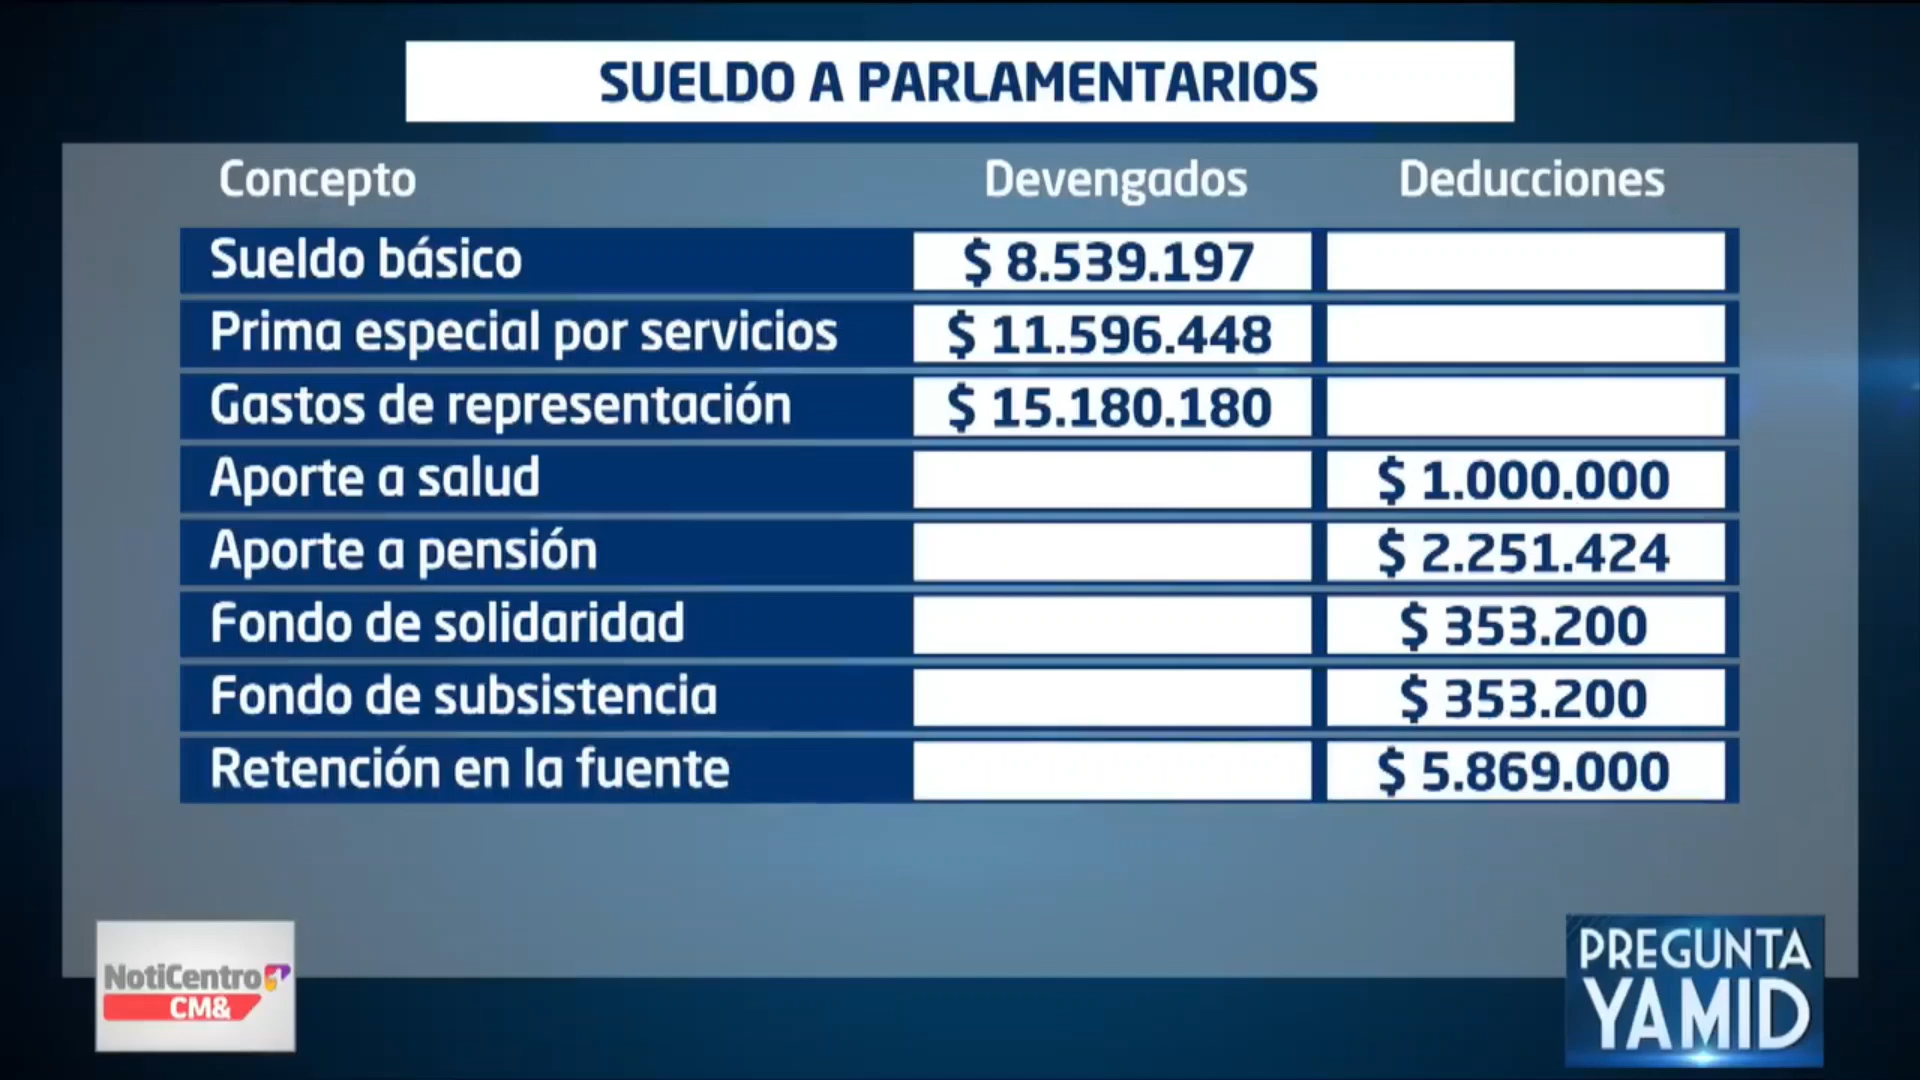 SUELDO A PARLAMENTARIOS
Concepto Devengados Deducciones
Sueldo básico $ 8.539.197
Prima especial por servicios $ 11.596.448
Gastos de representación $ 15.180.180
Aporte a salud $ 1.000.000
Aporte a pensión $ 2.251.424
Fondo de solidaridad $ 353.200
Fondo de subsistencia $ 353.200
Retención en la fuente $ 5.869.000
NotiCentro 1
CM&
PREGUNTA
YAMID